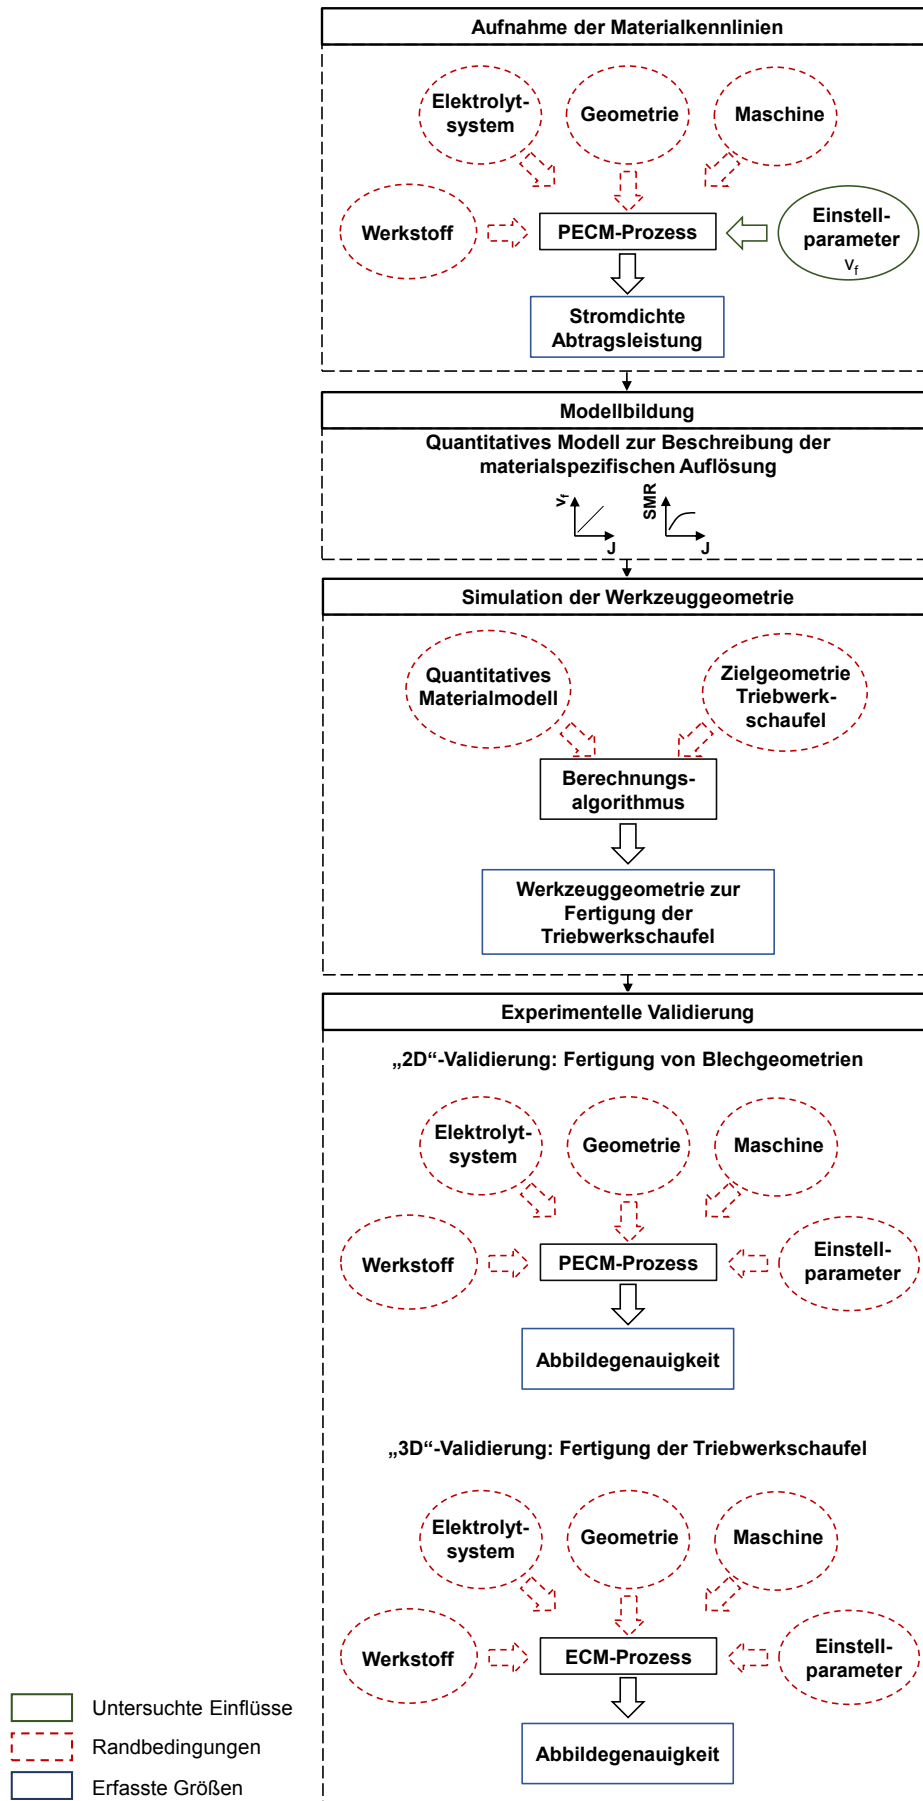 Aufnahme der Materialkennlinien
Elektrolyt-
system
Geometrie
Maschine
Werkstoff
PECM-Prozess
Einstell-
parameter
vf
Stromdichte
Abtragsleistung
Modellbildung
Quantitatives Modell zur Beschreibung der
materialspezifischen Auflösung
vf
J
SMR
J
Simulation der Werkzeuggeometrie
Quantitatives
Materialmodell
Zielgeometrie
Triebwerk-
schaufel
Berechnungs-
algorithmus
Werkzeuggeometrie zur
Fertigung der
Triebwerkschaufel
Experimentelle Validierung
„2D“-Validierung: Fertigung von Blechgeometrien
Elektrolyt-
system
Geometrie
Maschine
Werkstoff
PECM-Prozess
Einstell-
parameter
Abbildegenauigkeit
„3D“-Validierung: Fertigung der Triebwerkschaufel
Elektrolyt-
system
Geometrie
Maschine
Werkstoff
ECM-Prozess
Einstell-
parameter
Abbildegenauigkeit
Untersuchte Einflüsse
Randbedingungen
Erfasste Größen